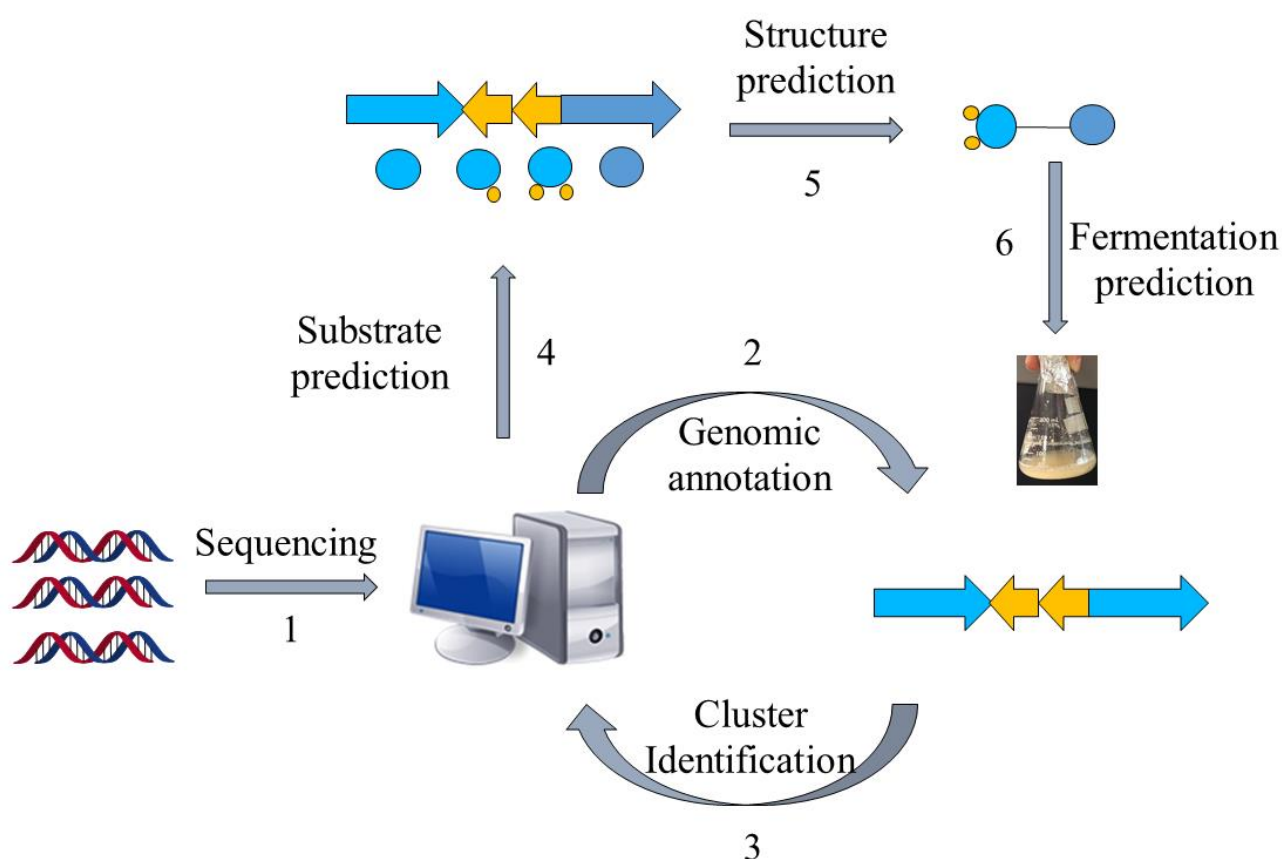 Structure
prediction
5
6
Fermentation
prediction
Substrate
prediction
4
2
Genomic
annotation
Sequencing
1
Cluster
Identification
3